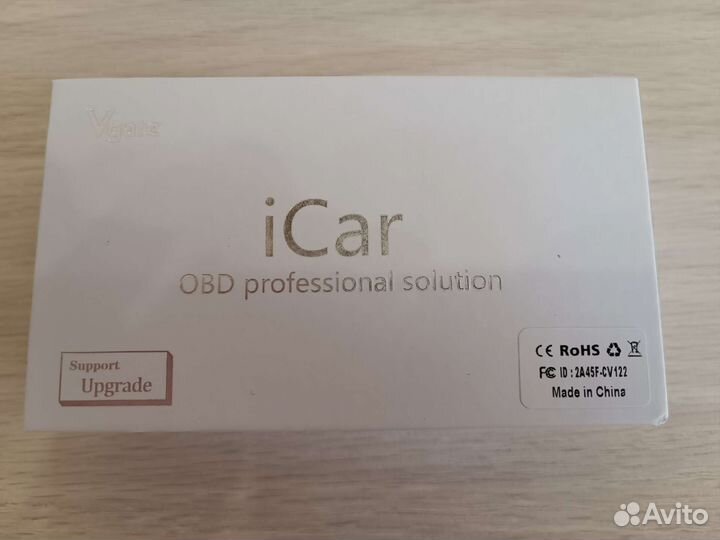 Vgate
iCar
OBD professional solution
Support
Upgrade
CE RoHS
FC ID : 2A45F-CV122
Made in China
Avito